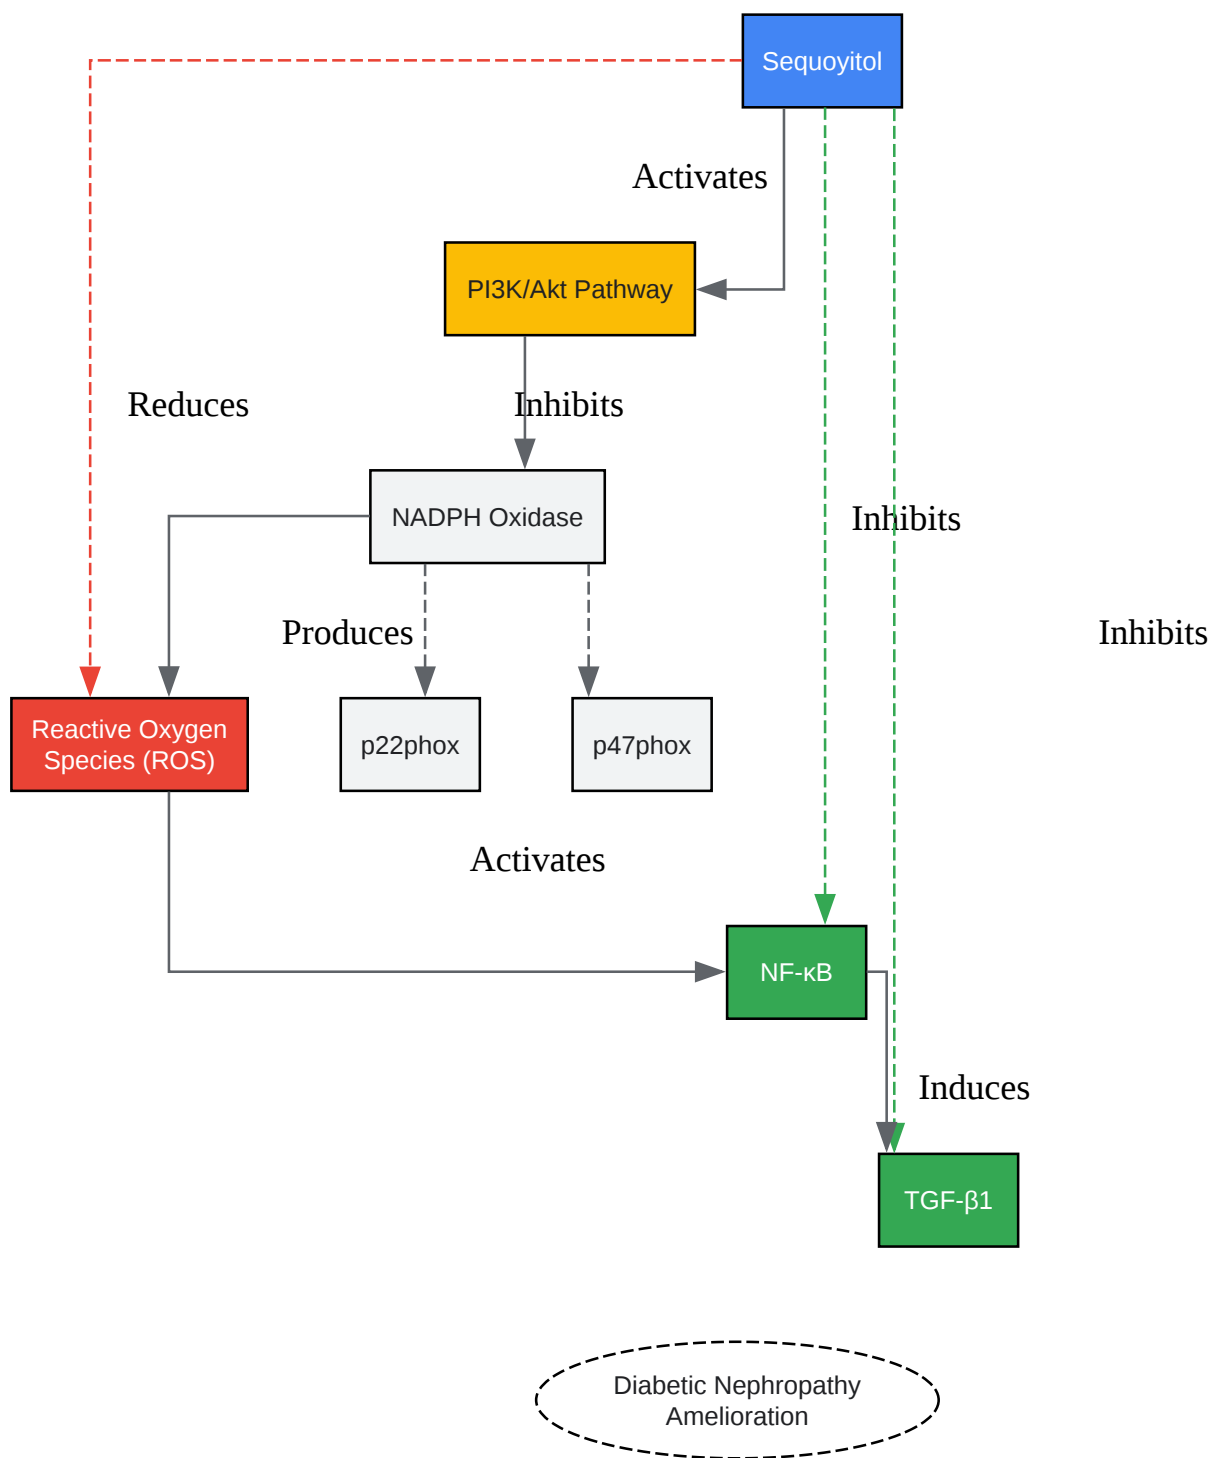 Sequoyitol
Activates
PI3K/Akt Pathway
Reduces
Inhibits
NADPH Oxidase
Inhibits
Produces
Inhibits
Reactive Oxygen
Species (ROS)
p22phox
p47phox
Activates
NF-κB
Induces
TGF-β1
Diabetic Nephropathy
Amelioration